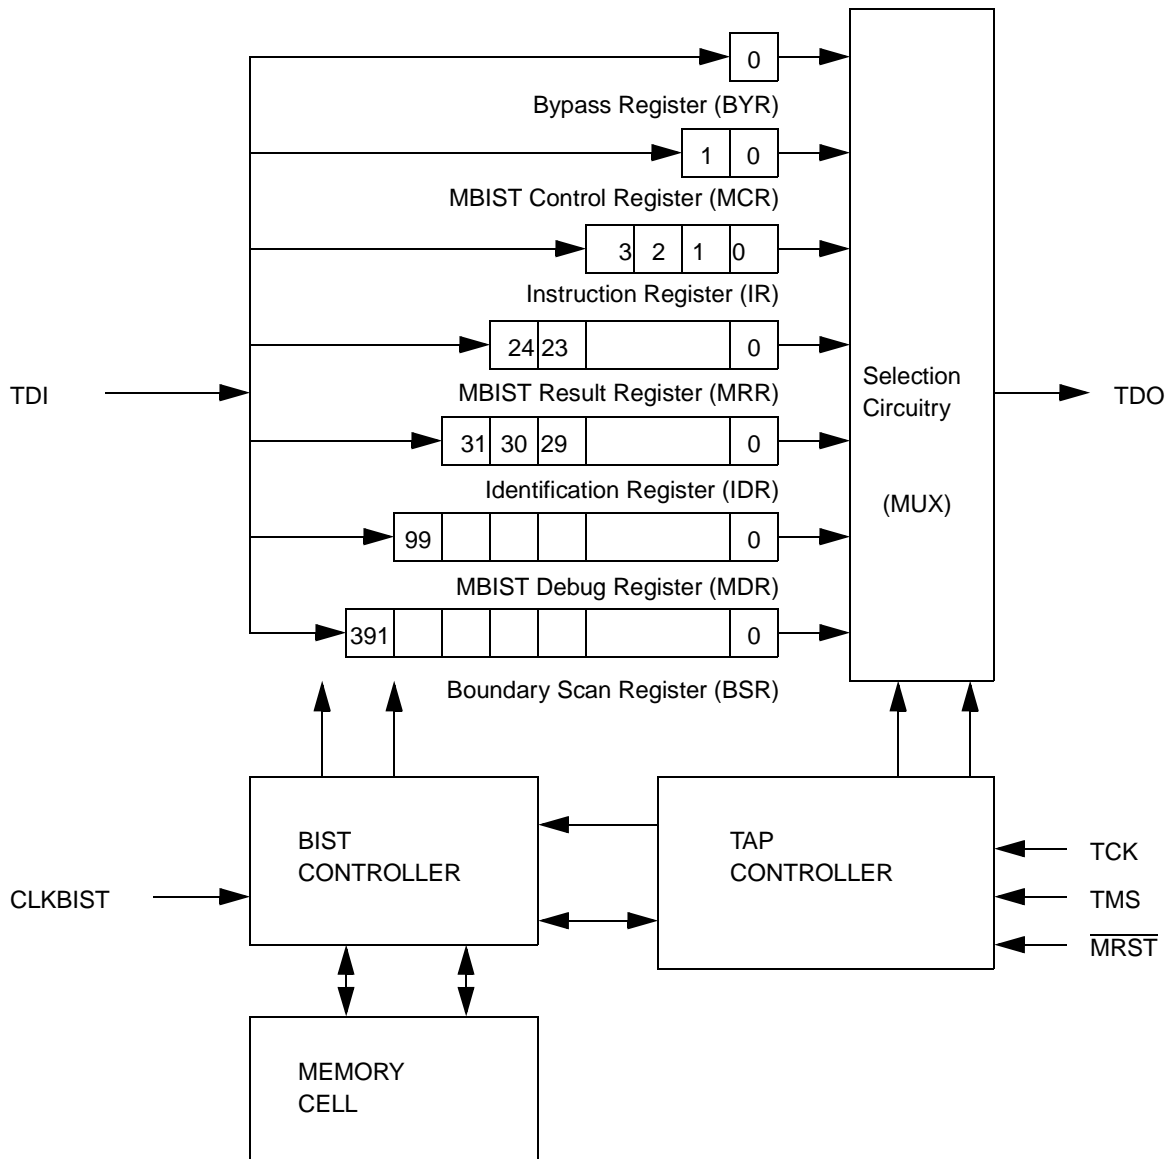 0
Bypass Register (BYR)
1 0
MBIST Control Register (MCR)
3 2 1 0
Instruction Register (IR)
24 23 0
MBIST Result Register (MRR)
31 30 29 0
Identification Register (IDR)
99 0
MBIST Debug Register (MDR)
391 0
Boundary Scan Register (BSR)
TDI
Selection
Circuitry
(MUX)
TDO
BIST
CONTROLLER
TAP
CONTROLLER
CLKBIST
TCK
TMS
M̅R̅S̅T̅
MEMORY
CELL